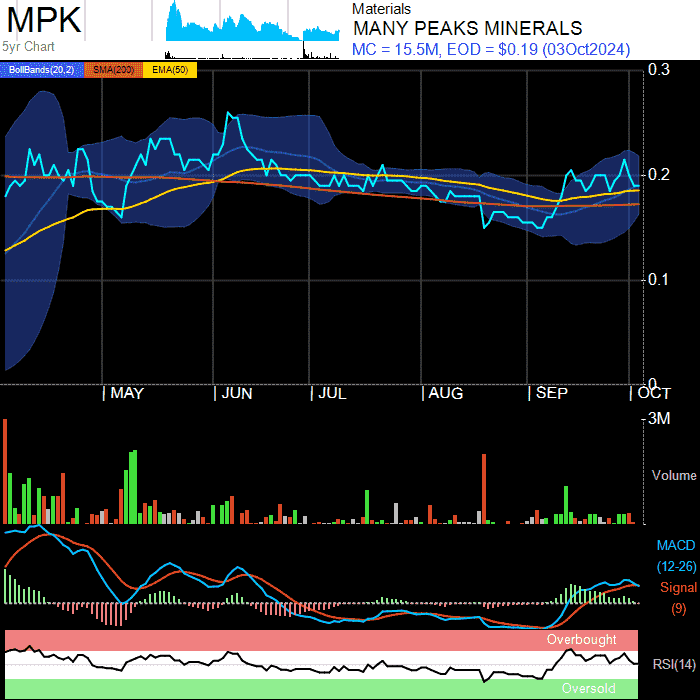 MPK
5yr Chart
Materials
MANY PEAKS MINERALS
MC = 15.5M, EOD = $0.19 (03Oct2024)
BollBands(20,2) SMA(200) EMA(50)
0.3
0.2
0.1
0
MAY JUN JUL AUG SEP OCT
3M
Volume
MACD
(12-26)
Signal
(9)
Overbought
RSI(14)
Oversold